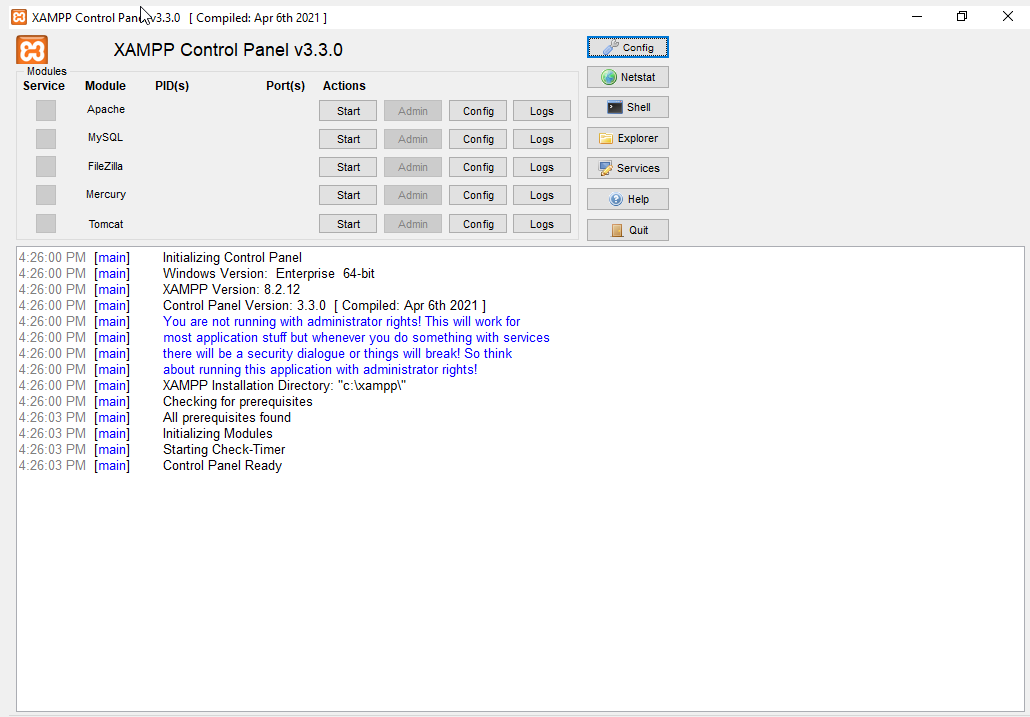 XAMPP Control Panel v3.3.0 [ Compiled: Apr 6th 2021 ]
XAMPP Control Panel v3.3.0
Config
Netstat
Shell
Explorer
Services
Help
Quit
Modules
Service Module PID(s) Port(s) Actions
Apache Start Admin Config Logs
MySQL Start Admin Config Logs
FileZilla Start Admin Config Logs
Mercury Start Admin Config Logs
Tomcat Start Admin Config Logs
4:26:00 PM [main] Initializing Control Panel
4:26:00 PM [main] Windows Version: Enterprise 64-bit
4:26:00 PM [main] XAMPP Version: 8.2.12
4:26:00 PM [main] Control Panel Version: 3.3.0 [ Compiled: Apr 6th 2021 ]
4:26:00 PM [main] You are not running with administrator rights! This will work for
4:26:00 PM [main] most application stuff but whenever you do something with services
4:26:00 PM [main] there will be a security dialogue or things will break! So think
4:26:00 PM [main] about running this application with administrator rights!
4:26:00 PM [main] XAMPP Installation Directory: "c:\xampp\"
4:26:00 PM [main] Checking for prerequisites
4:26:03 PM [main] All prerequisites found
4:26:03 PM [main] Initializing Modules
4:26:03 PM [main] Starting Check-Timer
4:26:03 PM [main] Control Panel Ready